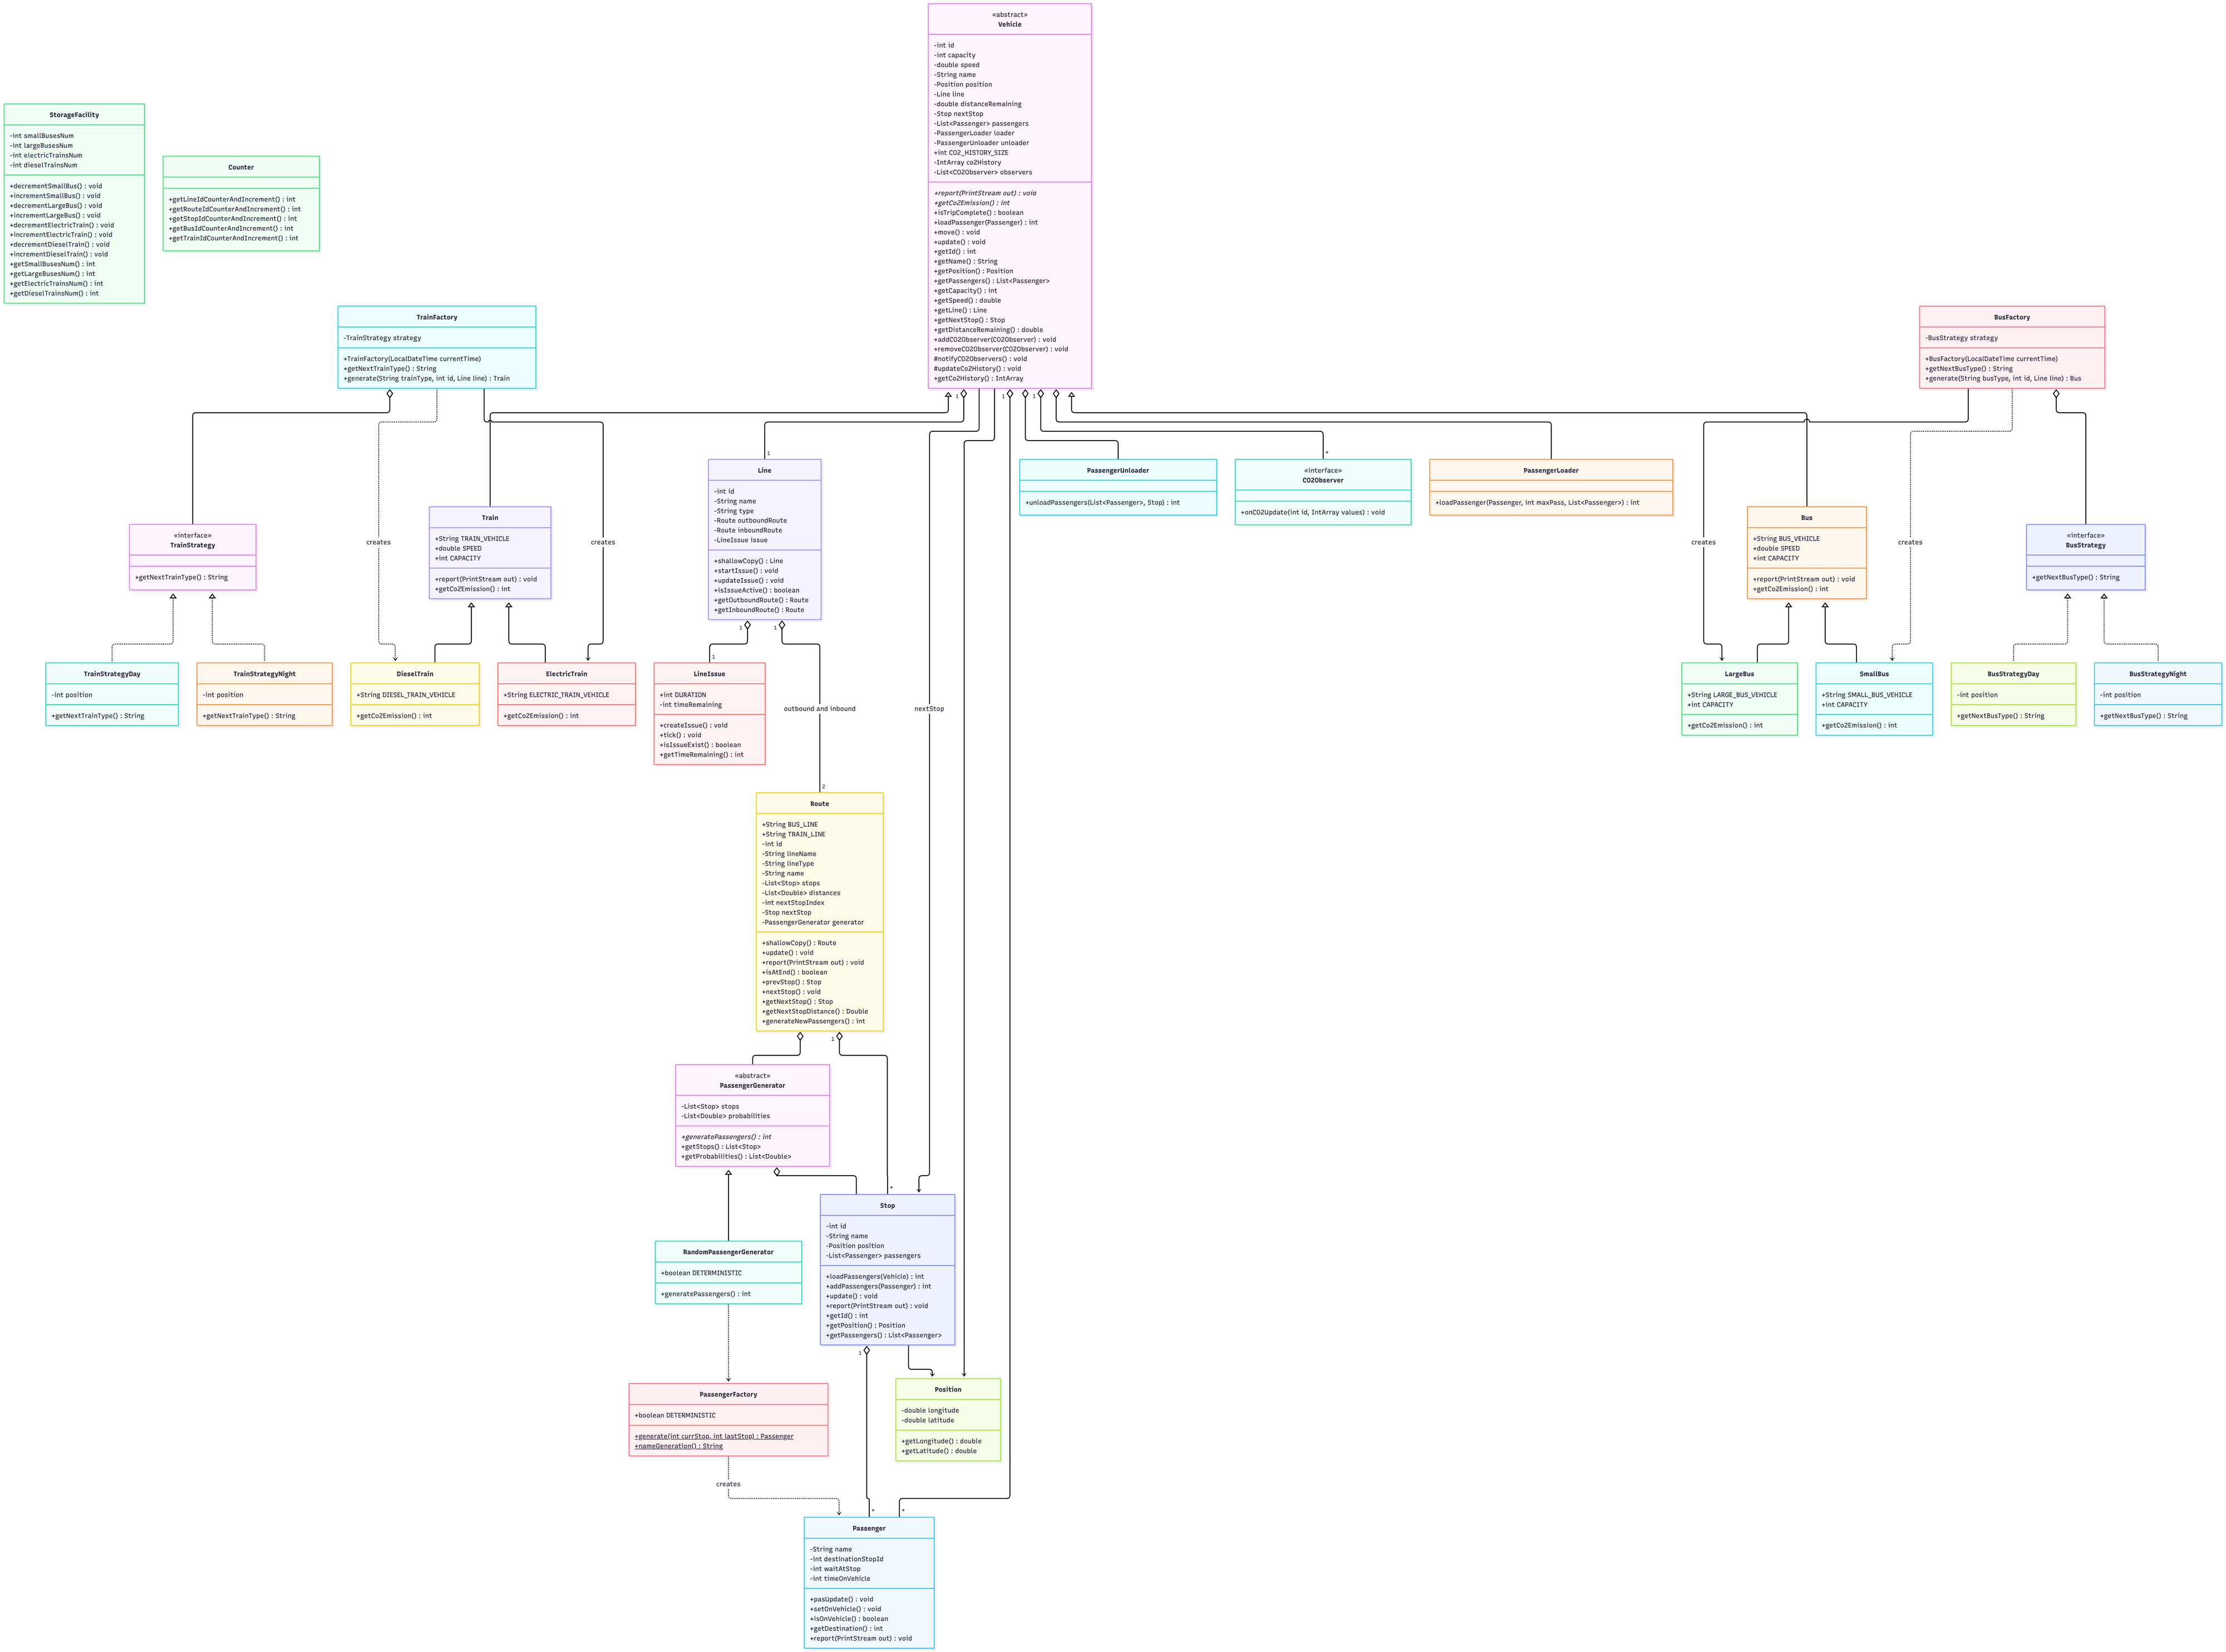 «abstract»
Vehicle
-int id
-int capacity
-double speed
-String name
-Position position
-Line line
-double distanceRemaining
-Stop nextStop
-List<Passenger> passengers
-PassengerLoader loader
-PassengerUnloader unloader
+int CO2_HISTORY_SIZE
-IntArray co2History
-List<CO2Observer> observers
+report(PrintStream out) : void
+getCo2Emission() : int
+isTripComplete() : boolean
+loadPassenger(Passenger) : int
+move() : void
+update() : void
+getId() : int
+getName() : String
+getPosition() : Position
+getPassengers() : List<Passenger>
+getCapacity() : int
+getSpeed() : double
+getLine() : Line
+getNextStop() : Stop
+getDistanceRemaining() : double
+addCO2Observer(CO2Observer) : void
+removeCO2Observer(CO2Observer) : void
#notifyCO2Observers() : void
#updateCo2History() : void
+getCo2History() : IntArray
StorageFacility
-int smallBusesNum
-int largeBusesNum
-int electricTrainsNum
-int dieselTrainsNum
+decrementSmallBus() : void
+incrementSmallBus() : void
+decrementLargeBus() : void
+incrementLargeBus() : void
+decrementElectricTrain() : void
+incrementElectricTrain() : void
+decrementDieselTrain() : void
+incrementDieselTrain() : void
+getSmallBusesNum() : int
+getLargeBusesNum() : int
+getElectricTrainsNum() : int
+getDieselTrainsNum() : int
Counter
+getLineIdCounterAndIncrement() : int
+getRouteIdCounterAndIncrement() : int
+getStopIdCounterAndIncrement() : int
+getBusIdCounterAndIncrement() : int
+getTrainIdCounterAndIncrement() : int
TrainFactory
-TrainStrategy strategy
+TrainFactory(LocalDateTime currentTime)
+getNextTrainType() : String
+generate(String trainType, int id, Line line) : Train
BusFactory
-BusStrategy strategy
+BusFactory(LocalDateTime currentTime)
+getNextBusType() : String
+generate(String busType, int id, Line line) : Bus
1
1
1
1
*
Line
-int id
-String name
-String type
-Route outboundRoute
-Route inboundRoute
-LineIssue issue
+shallowCopy() : Line
+startIssue() : void
+updateIssue() : void
+isIssueActive() : boolean
+getOutboundRoute() : Route
+getInboundRoute() : Route
PassengerUnloader
+unloadPassengers(List<Passenger>, Stop) : int
«interface»
CO2Observer
+onCO2Update(int id, IntArray values) : void
PassengerLoader
+loadPassenger(Passenger, int maxPass, List<Passenger>) : int
«interface»
TrainStrategy
+getNextTrainType() : String
creates
Train
+String TRAIN_VEHICLE
+double SPEED
+int CAPACITY
+report(PrintStream out) : void
+getCo2Emission() : int
creates
creates
Bus
+String BUS_VEHICLE
+double SPEED
+int CAPACITY
+report(PrintStream out) : void
+getCo2Emission() : int
creates
«interface»
BusStrategy
+getNextBusType() : String
1
1
1
TrainStrategyDay
-int position
+getNextTrainType() : String
TrainStrategyNight
-int position
+getNextTrainType() : String
DieselTrain
+String DIESEL_TRAIN_VEHICLE
+getCo2Emission() : int
ElectricTrain
+String ELECTRIC_TRAIN_VEHICLE
+getCo2Emission() : int
LineIssue
+int DURATION
-int timeRemaining
+createIssue() : void
+tick() : void
+isIssueExist() : boolean
+getTimeRemaining() : int
outbound and inbound
nextStop
LargeBus
+String LARGE_BUS_VEHICLE
+int CAPACITY
+getCo2Emission() : int
SmallBus
+String SMALL_BUS_VEHICLE
+int CAPACITY
+getCo2Emission() : int
BusStrategyDay
-int position
+getNextBusType() : String
BusStrategyNight
-int position
+getNextBusType() : String
2
Route
+String BUS_LINE
+String TRAIN_LINE
-int id
-String lineName
-String lineType
-String name
-List<Stop> stops
-List<Double> distances
-int nextStopIndex
-Stop nextStop
-PassengerGenerator generator
+shallowCopy() : Route
+update() : void
+report(PrintStream out) : void
+isAtEnd() : boolean
+prevStop() : Stop
+nextStop() : void
+getNextStop() : Stop
+getNextStopDistance() : Double
+generateNewPassengers() : int
1
«abstract»
PassengerGenerator
-List<Stop> stops
-List<Double> probabilities
+generatePassengers() : int
+getStops() : List<Stop>
+getProbabilities() : List<Double>
*
Stop
-int id
-String name
-Position position
-List<Passenger> passengers
+loadPassengers(Vehicle) : int
+addPassengers(Passenger) : int
+update() : void
+report(PrintStream out) : void
+getId() : int
+getPosition() : Position
+getPassengers() : List<Passenger>
RandomPassengerGenerator
+boolean DETERMINISTIC
+generatePassengers() : int
1
PassengerFactory
+boolean DETERMINISTIC
+generate(int currStop, int lastStop) : Passenger
+nameGeneration() : String
Position
-double longitude
-double latitude
+getLongitude() : double
+getLatitude() : double
creates
*
*
Passenger
-String name
-int destinationStopId
-int waitAtStop
-int timeOnVehicle
+pasUpdate() : void
+setOnVehicle() : void
+isOnVehicle() : boolean
+getDestination() : int
+report(PrintStream out) : void